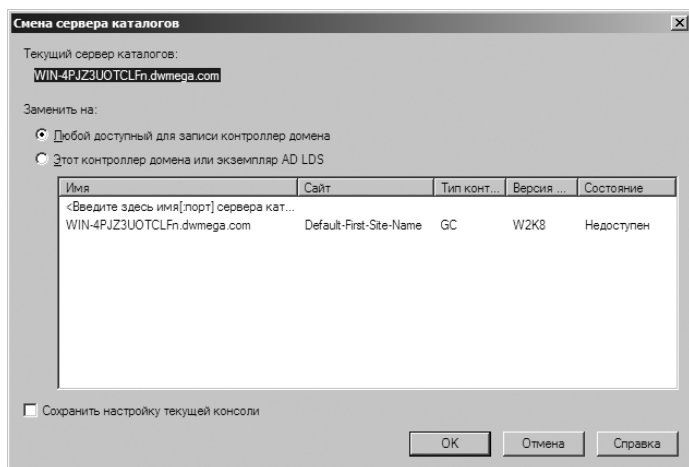 Смена сервера каталогов
Текущий сервер каталогов:
WIN-4PJZ3UOTCLFn.dwmega.com
Заменить на:
Любой доступный для записи контроллер домена
Этот контроллер домена или экземпляр AD LDS
Имя Сайт Тип конт... Версия ... Состояние
<Введите здесь имя[:порт] сервера кат...
WIN-4PJZ3UOTCLFn.dwmega.com Default-First-Site-Name GC W2K8 Недоступен
Сохранить настройку текущей консоли
OK Отмена Справка